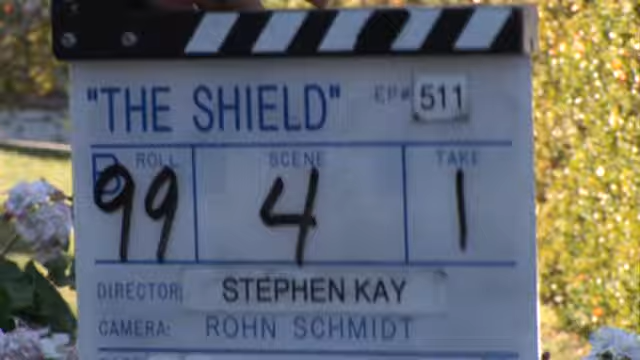 "THE SHIELD" EP# 511
ROLL SCENE TAKE
B 99 4 1
DIRECTOR: STEPHEN KAY
CAMERA: ROHN SCHMIDT